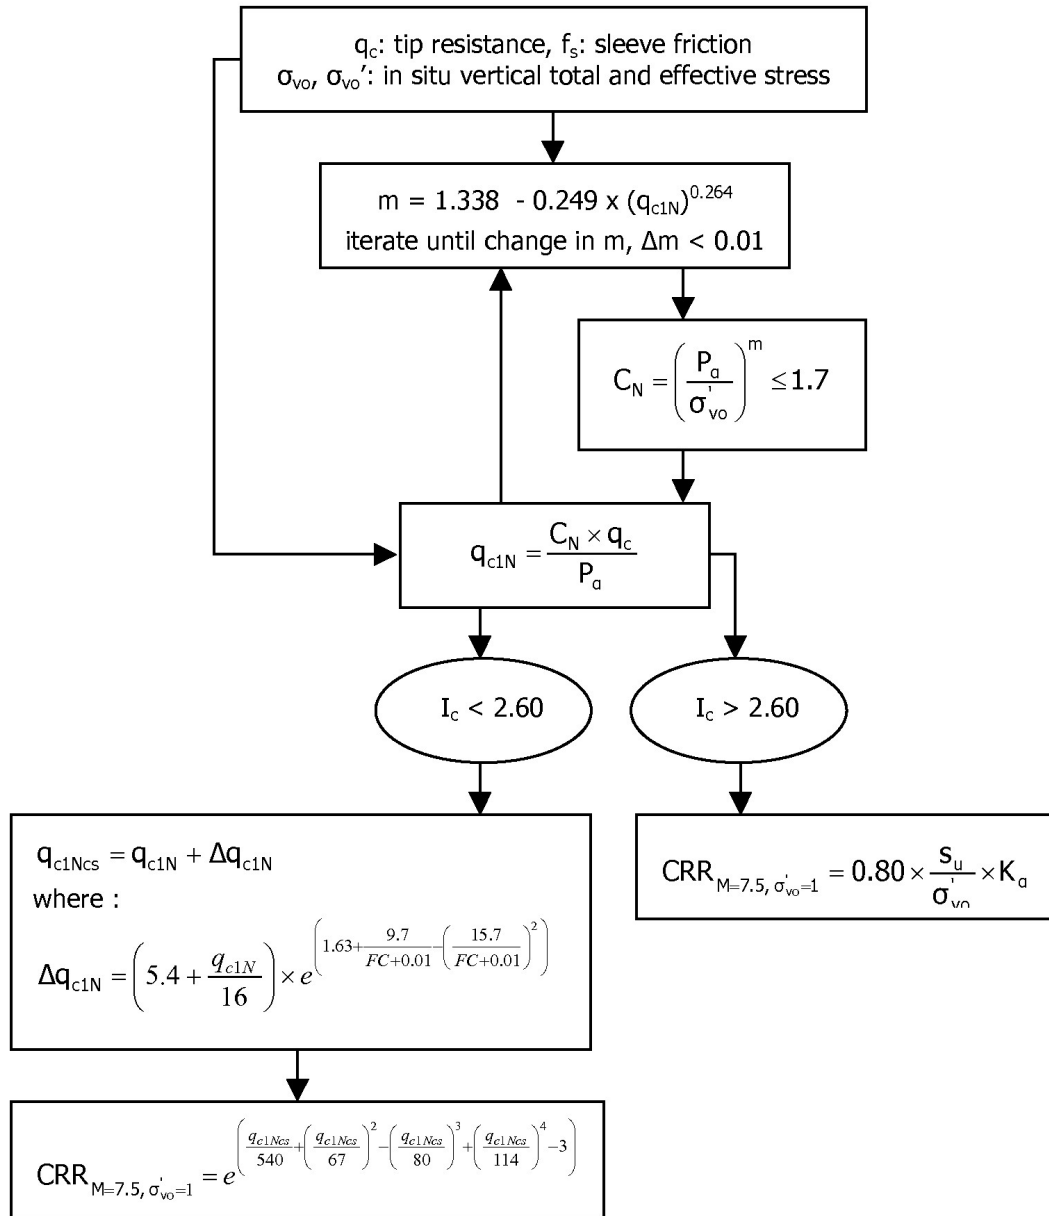 q_c: tip resistance, f_s: sleeve friction
σ_vo, σ_vo': in situ vertical total and effective stress
m = 1.338 - 0.249 x (q_c1N)^0.264
iterate until change in m, Δm < 0.01
C_N = (P_a / σ'_vo)^m ≤ 1.7
q_c1N = (C_N × q_c) / P_a
I_c < 2.60
I_c > 2.60
q_c1Ncs = q_c1N + Δq_c1N
where :
Δq_c1N = (5.4 + q_c1N / 16) × e^(1.63 + 9.7 / (FC+0.01) - (15.7 / (FC+0.01))^2)
CRR_M=7.5, σ'_vo=1 = 0.80 × s_u / σ'_vo × K_α
CRR_M=7.5, σ'_vo=1 = e^(q_c1Ncs / 540 + (q_c1Ncs / 67)^2 - (q_c1Ncs / 80)^3 + (q_c1Ncs / 114)^4 - 3)